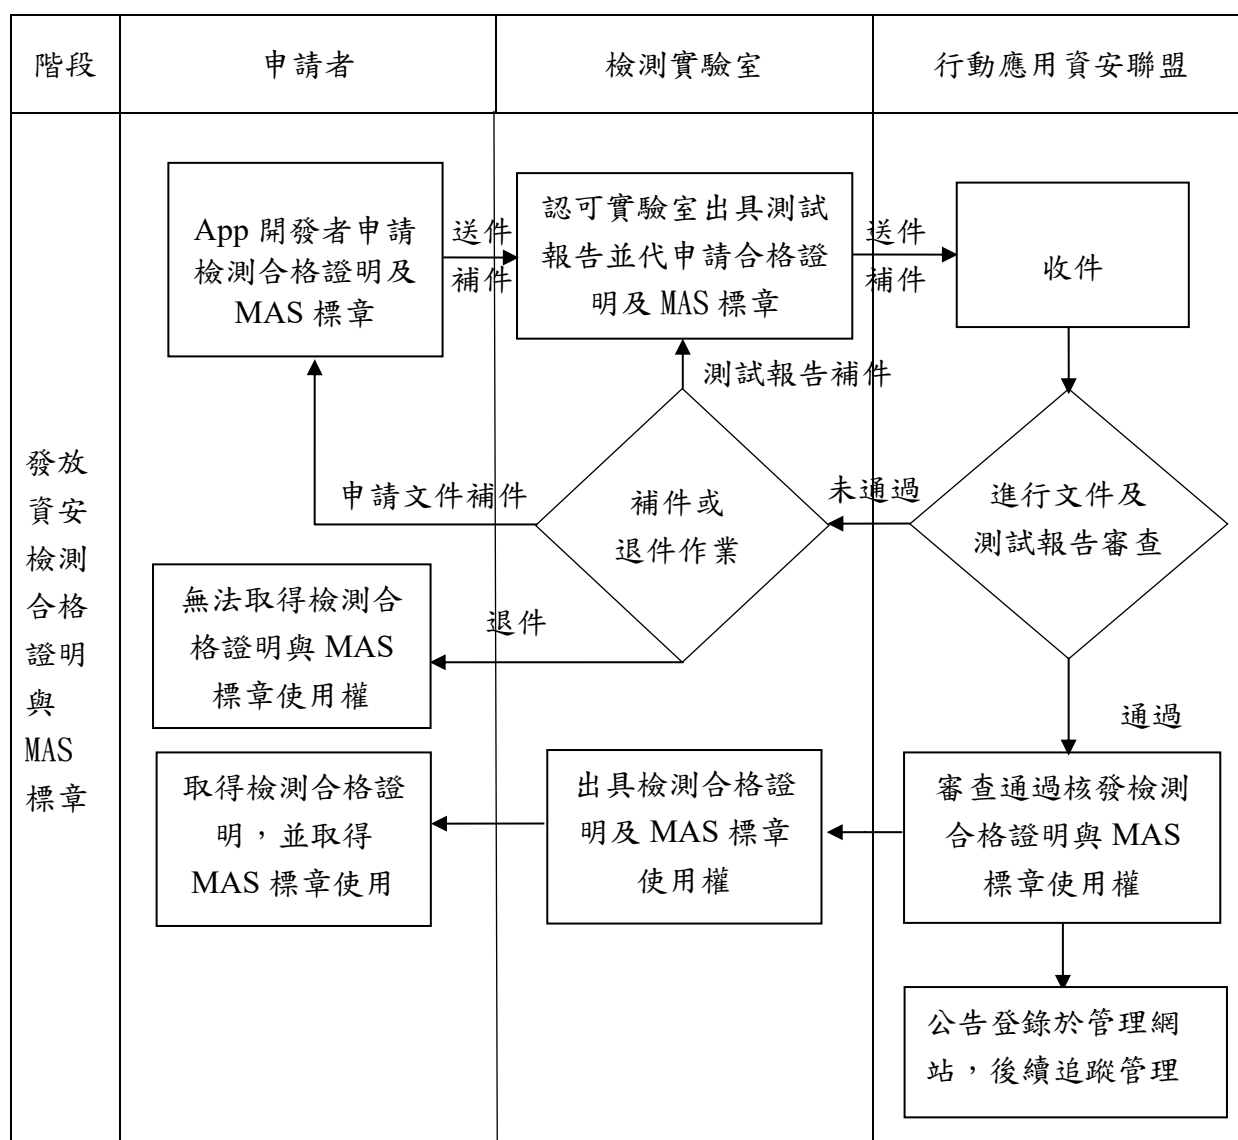 階段
申請者
檢測實驗室
行動應用資安聯盟
發放
資安
檢測
合格
證明
與
MAS
標章
App 開發者申請
檢測合格證明及
MAS 標章
送件
補件
認可實驗室出具測試
報告並代申請合格證
明及 MAS 標章
送件
補件
收件
測試報告補件
申請文件補件
補件或
退件作業
未通過
進行文件及
測試報告審查
無法取得檢測合
格證明與 MAS
標章使用權
退件
通過
取得檢測合格證
明，並取得
MAS 標章使用
出具檢測合格證
明及 MAS 標章
使用權
審查通過核發檢測
合格證明與 MAS
標章使用權
公告登錄於管理網
站，後續追蹤管理